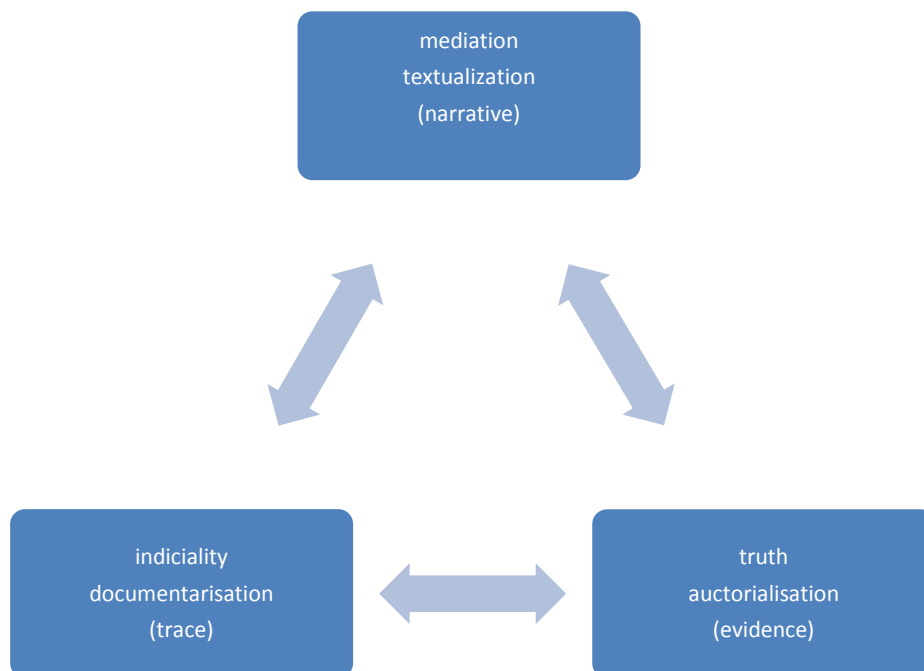 mediation
textualization
(narrative)
indiciality
documentarisation
(trace)
truth
auctorialisation
(evidence)